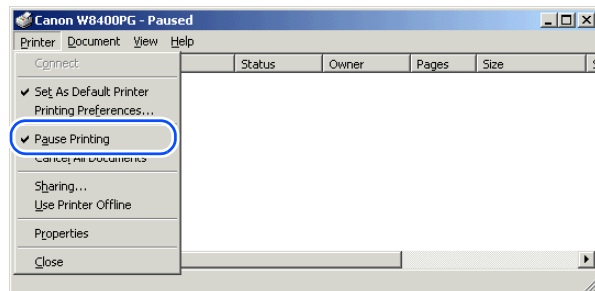 Canon W8400PG - Paused
Printer Document View Help
Connect
Status Owner Pages Size
Set As Default Printer
Printing Preferences...
Pause Printing
Cancel All Documents
Sharing...
Use Printer Offline
Properties
Close